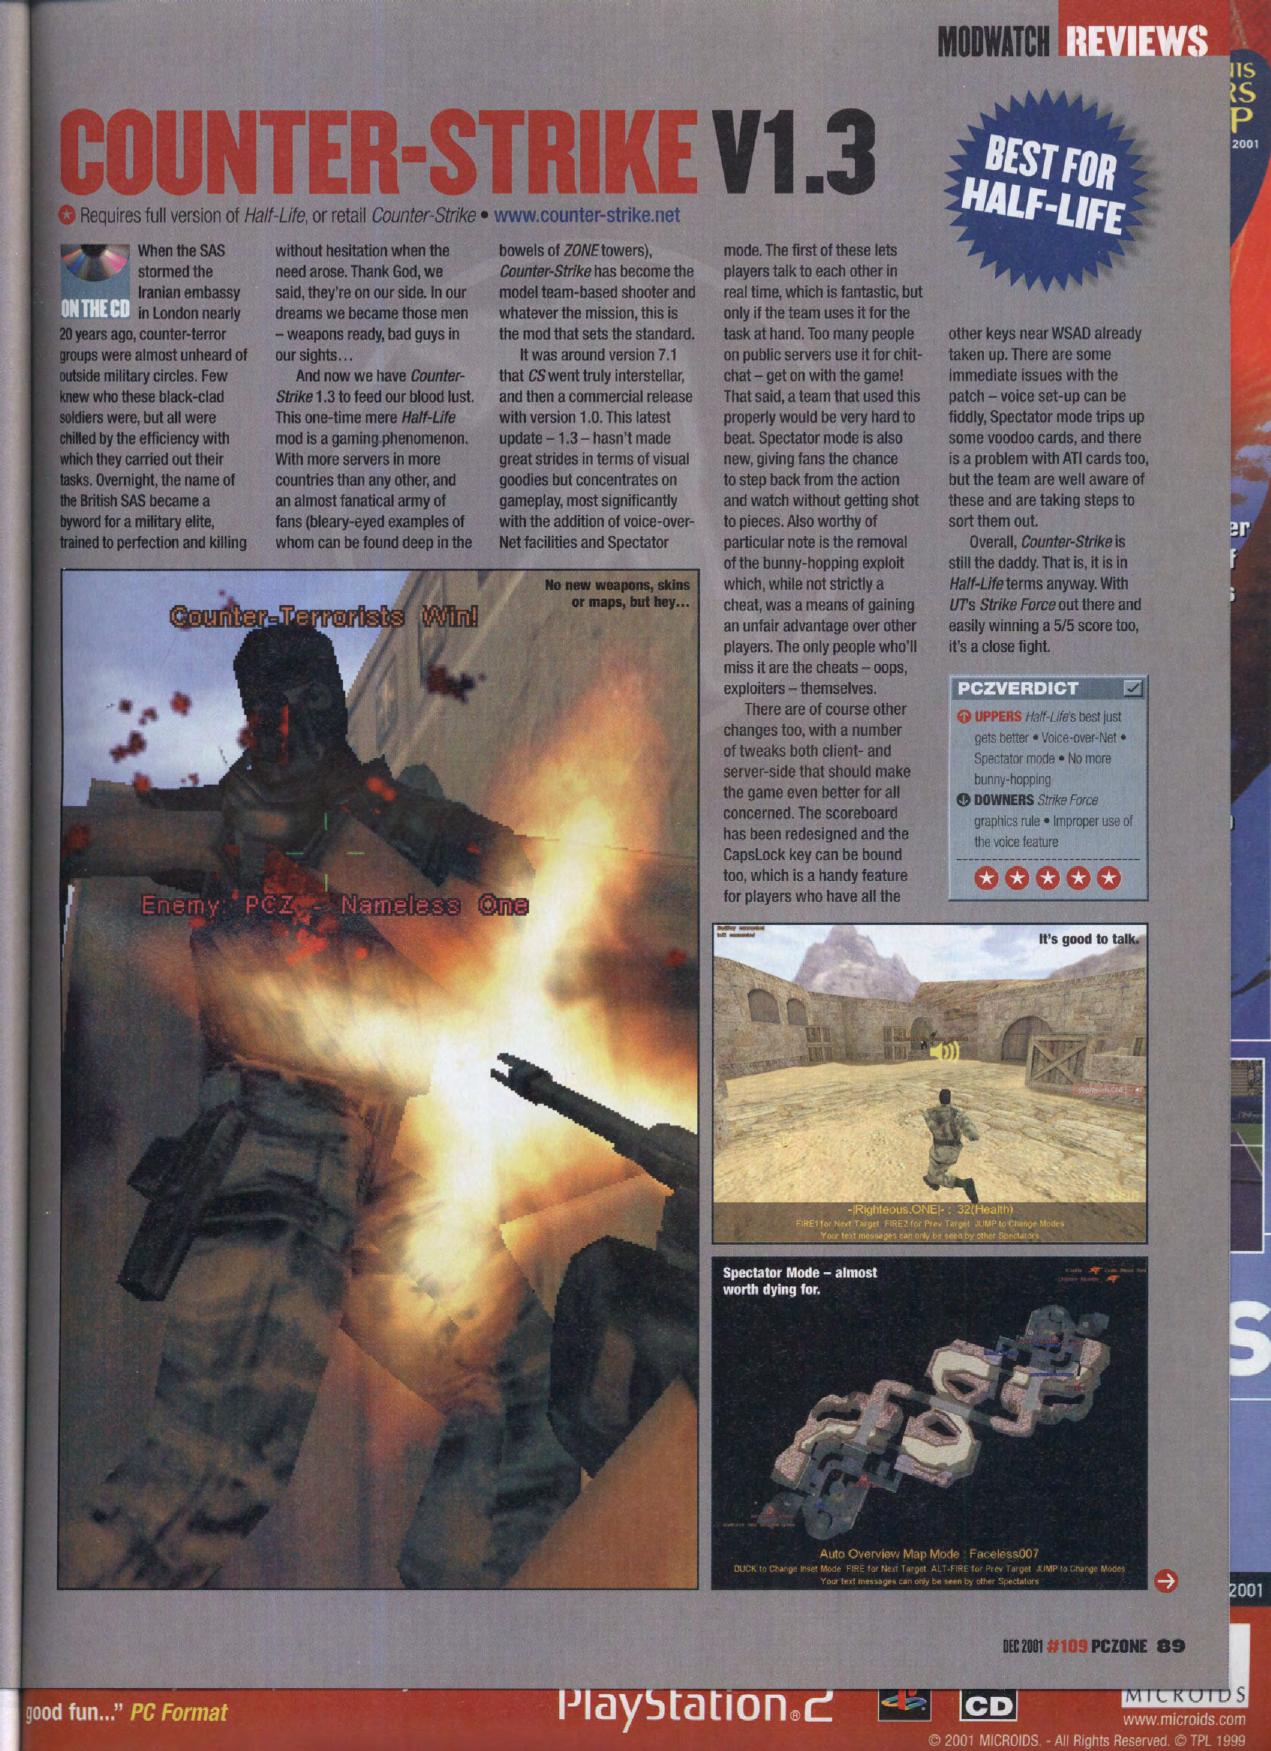 MODWATCH REVIEWS
COUNTER-STRIKE V1.3
Requires full version of Half-Life, or retail Counter-Strike • www.counter-strike.net
BEST FOR
HALF-LIFE
ON THE CD
When the SAS
stormed the
Iranian embassy
in London nearly
20 years ago, counter-terror
groups were almost unheard of
outside military circles. Few
knew who these black-clad
soldiers were, but all were
chilled by the efficiency with
which they carried out their
tasks. Overnight, the name of
the British SAS became a
byword for a military elite,
trained to perfection and killing
without hesitation when the
need arose. Thank God, we
said, they're on our side. In our
dreams we became those men
– weapons ready, bad guys in
our sights…
And now we have Counter-
Strike 1.3 to feed our blood lust.
This one-time mere Half-Life
mod is a gaming phenomenon.
With more servers in more
countries than any other, and
an almost fanatical army of
fans (bleary-eyed examples of
whom can be found deep in the
bowels of ZONE towers),
Counter-Strike has become the
model team-based shooter and
whatever the mission, this is
the mod that sets the standard.
It was around version 7.1
that CS went truly interstellar,
and then a commercial release
with version 1.0. This latest
update – 1.3 – hasn't made
great strides in terms of visual
goodies but concentrates on
gameplay, most significantly
with the addition of voice-over-
Net facilities and Spectator
mode. The first of these lets
players talk to each other in
real time, which is fantastic, but
only if the team uses it for the
task at hand. Too many people
on public servers use it for chit-
chat – get on with the game!
That said, a team that used this
properly would be very hard to
beat. Spectator mode is also
new, giving fans the chance
to step back from the action
and watch without getting shot
to pieces. Also worthy of
particular note is the removal
of the bunny-hopping exploit
which, while not strictly a
cheat, was a means of gaining
an unfair advantage over other
players. The only people who'll
miss it are the cheats – oops,
exploiters – themselves.
There are of course other
changes too, with a number
of tweaks both client- and
server-side that should make
the game even better for all
concerned. The scoreboard
has been redesigned and the
CapsLock key can be bound
too, which is a handy feature
for players who have all the
other keys near WSAD already
taken up. There are some
immediate issues with the
patch – voice set-up can be
fiddly, Spectator mode trips up
some voodoo cards, and there
is a problem with ATI cards too,
but the team are well aware of
these and are taking steps to
sort them out.
Overall, Counter-Strike is
still the daddy. That is, it is in
Half-Life terms anyway. With
UT's Strike Force out there and
easily winning a 5/5 score too,
it's a close fight.
No new weapons, skins
or maps, but hey...
Counter-Terrorists Win!
Enemy: PCZ - Nameless One
PCZVERDICT
UPPERS Half-Life's best just
gets better • Voice-over-Net •
Spectator mode • No more
bunny-hopping
DOWNERS Strike Force
graphics rule • Improper use of
the voice feature
It's good to talk.
-|Righteous.ONE|- : 32(Health)
FIRE1 for Next Target FIRE2 for Prev Target JUMP to Change Modes
Your text messages can only be seen by other Spectators
Spectator Mode – almost
worth dying for.
Auto Overview Map Mode : Faceless007
DUCK to Change Inset Mode FIRE for Next Target ALT-FIRE for Prev Target JUMP to Change Modes
Your text messages can only be seen by other Spectators
DEC 2001 #109 PCZONE 89
2001
2001
good fun..." PC Format
PlayStation®2
CD
MICROIDS
www.microids.com
© 2001 MICROIDS. - All Rights Reserved. © TPL 1999